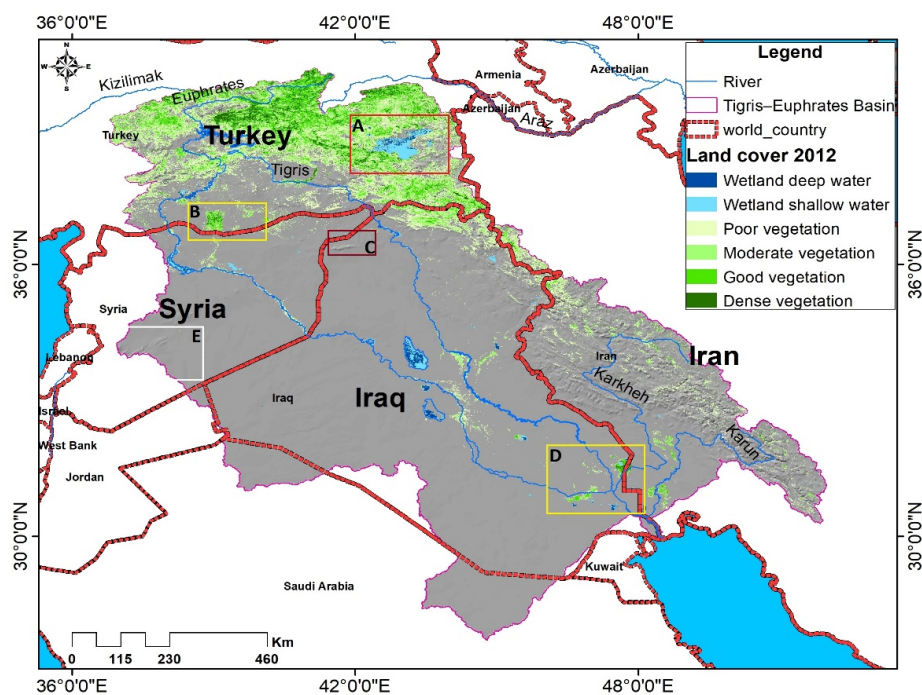 36°0'0"E 42°0'0"E 48°0'0"E
N
W E
S
Kizilimak
Euphrates
Armenia
Azerbaijan
Azerbaijan
Araz
Turkey
Turkey
A
Tigris
B
C
Legend
River
Tigris–Euphrates Basin
world_country
Land cover 2012
Wetland deep water
Wetland shallow water
Poor vegetation
Moderate vegetation
Good vegetation
Dense vegetation
36°0'0"N 36°0'0"N
Syria
Syria
E
Lebanon
Iran
Iran
Karkheh
Iraq
Iraq
Israel
West Bank
Karun
D
Jordan
30°0'0"N 30°0'0"N
Kuwait
Saudi Arabia
Km
0 115 230 460
36°0'0"E 42°0'0"E 48°0'0"E